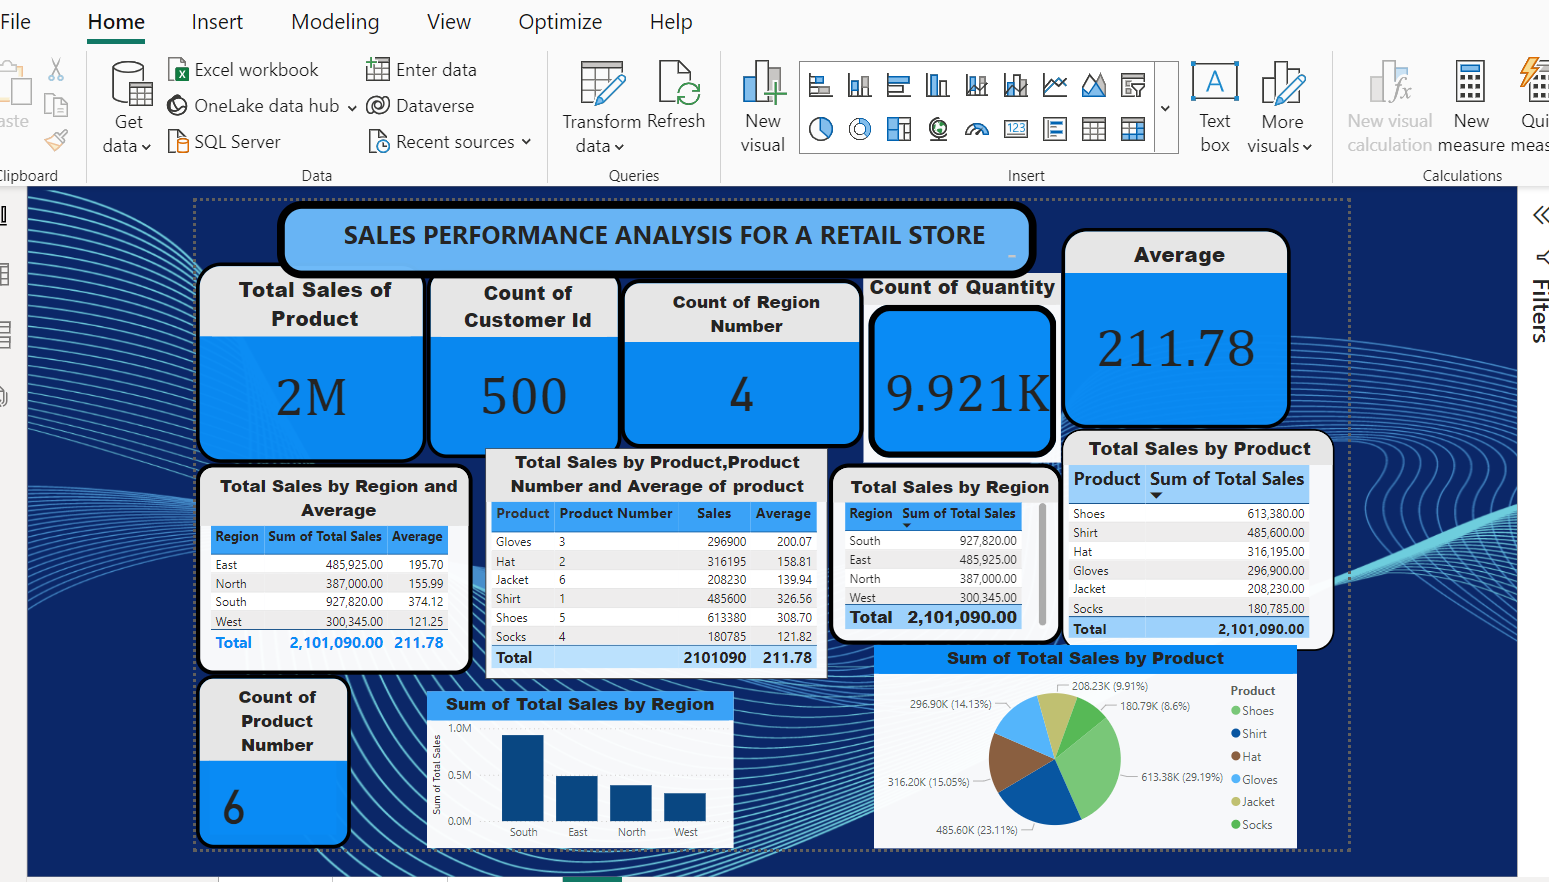 File Home Insert Modeling View Optimize Help
Get data
Excel workbook
OneLake data hub
SQL Server
Enter data
Dataverse
Recent sources
Transform data
Refresh
New visual
123
A
Text box
More visuals
New visual calculation
fx
New measure
Data
Queries
Insert
Calculations
Filters
SALES PERFORMANCE ANALYSIS FOR A RETAIL STORE
Total Sales of
Product
2M
Count of
Customer Id
500
Count of Region
Number
4
Count of Quantity
9.921K
Average
211.78
Total Sales by Region and
Average
Region Sum of Total Sales Average
East 485,925.00 195.70
North 387,000.00 155.99
South 927,820.00 374.12
West 300,345.00 121.25
Total 2,101,090.00 211.78
Total Sales by Product,Product
Number and Average of product
Product Product Number Sales Average
Gloves 3 296900 200.07
Hat 2 316195 158.81
Jacket 6 208230 139.94
Shirt 1 485600 326.56
Shoes 5 613380 308.70
Socks 4 180785 121.82
Total 2101090 211.78
Total Sales by Region
Region Sum of Total Sales
South 927,820.00
East 485,925.00
North 387,000.00
West 300,345.00
Total 2,101,090.00
Total Sales by Product
Product Sum of Total Sales
Shoes 613,380.00
Shirt 485,600.00
Hat 316,195.00
Gloves 296,900.00
Jacket 208,230.00
Socks 180,785.00
Total 2,101,090.00
Count of
Product
Number
6
Sum of Total Sales by Region
Sum of Total Sales
1.0M
0.5M
0.0M
South East North West
Sum of Total Sales by Product
208.23K (9.91%)
296.90K (14.13%)
180.79K (8.6%)
316.20K (15.05%)
613.38K (29.19%)
485.60K (23.11%)
Product
Shoes
Shirt
Hat
Gloves
Jacket
Socks